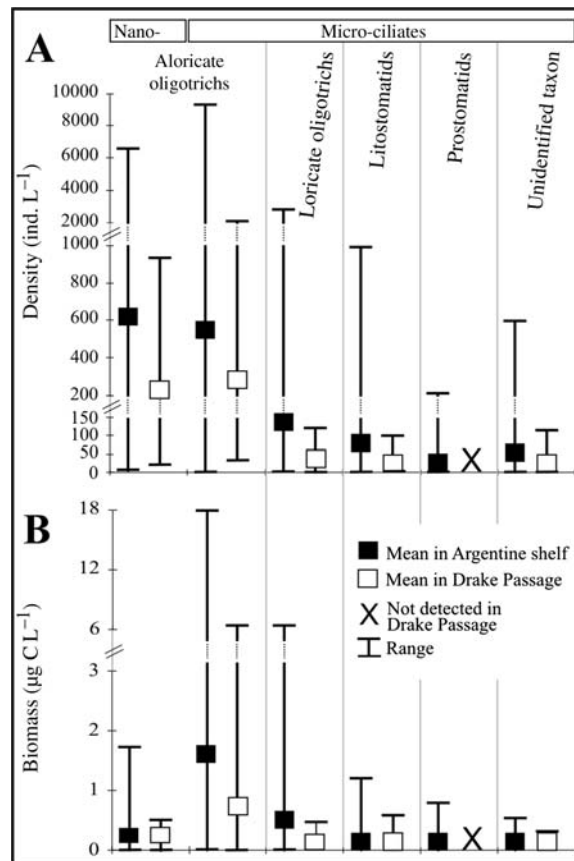 Nano- Micro-ciliates
A
Aloricate
oligotrichs
Loricate oligotrichs
Litostomatids
Prostomatids
Unidentified taxon
Density (ind. L⁻¹)
10000
8000
6000
4000
2000
1000
800
600
400
200
150
100
50
0
B
Biomass (µg C L⁻¹)
18
12
6
3
2
1
0
Mean in Argentine shelf
Mean in Drake Passage
X Not detected in
Drake Passage
Range